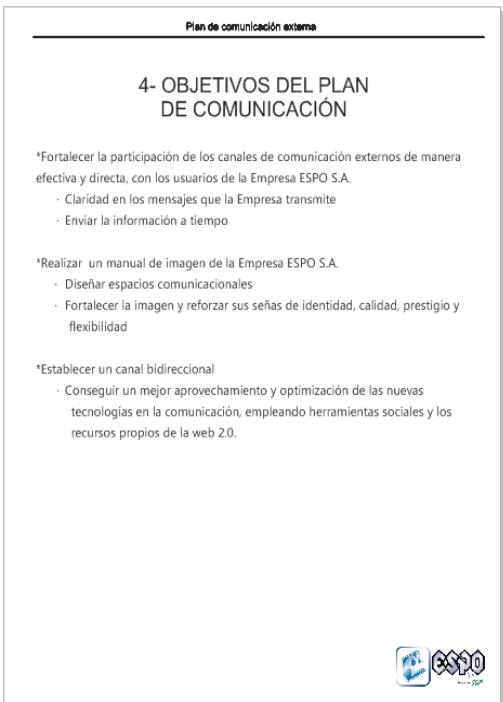 Plan de comunicación externa
4- OBJETIVOS DEL PLAN
DE COMUNICACIÓN
*Fortalecer la participación de los canales de comunicación externos de manera
efectiva y directa, con los usuarios de la Empresa ESPO S.A.
· Claridad en los mensajes que la Empresa transmite
· Enviar la información a tiempo
*Realizar un manual de imagen de la Empresa ESPO S.A.
· Diseñar espacios comunicacionales
· Fortalecer la imagen y reforzar sus señas de identidad, calidad, prestigio y
flexibilidad
*Establecer un canal bidireccional
· Conseguir un mejor aprovechamiento y optimización de las nuevas
tecnologías en la comunicación, empleando herramientas sociales y los
recursos propios de la web 2.0.
ESPO